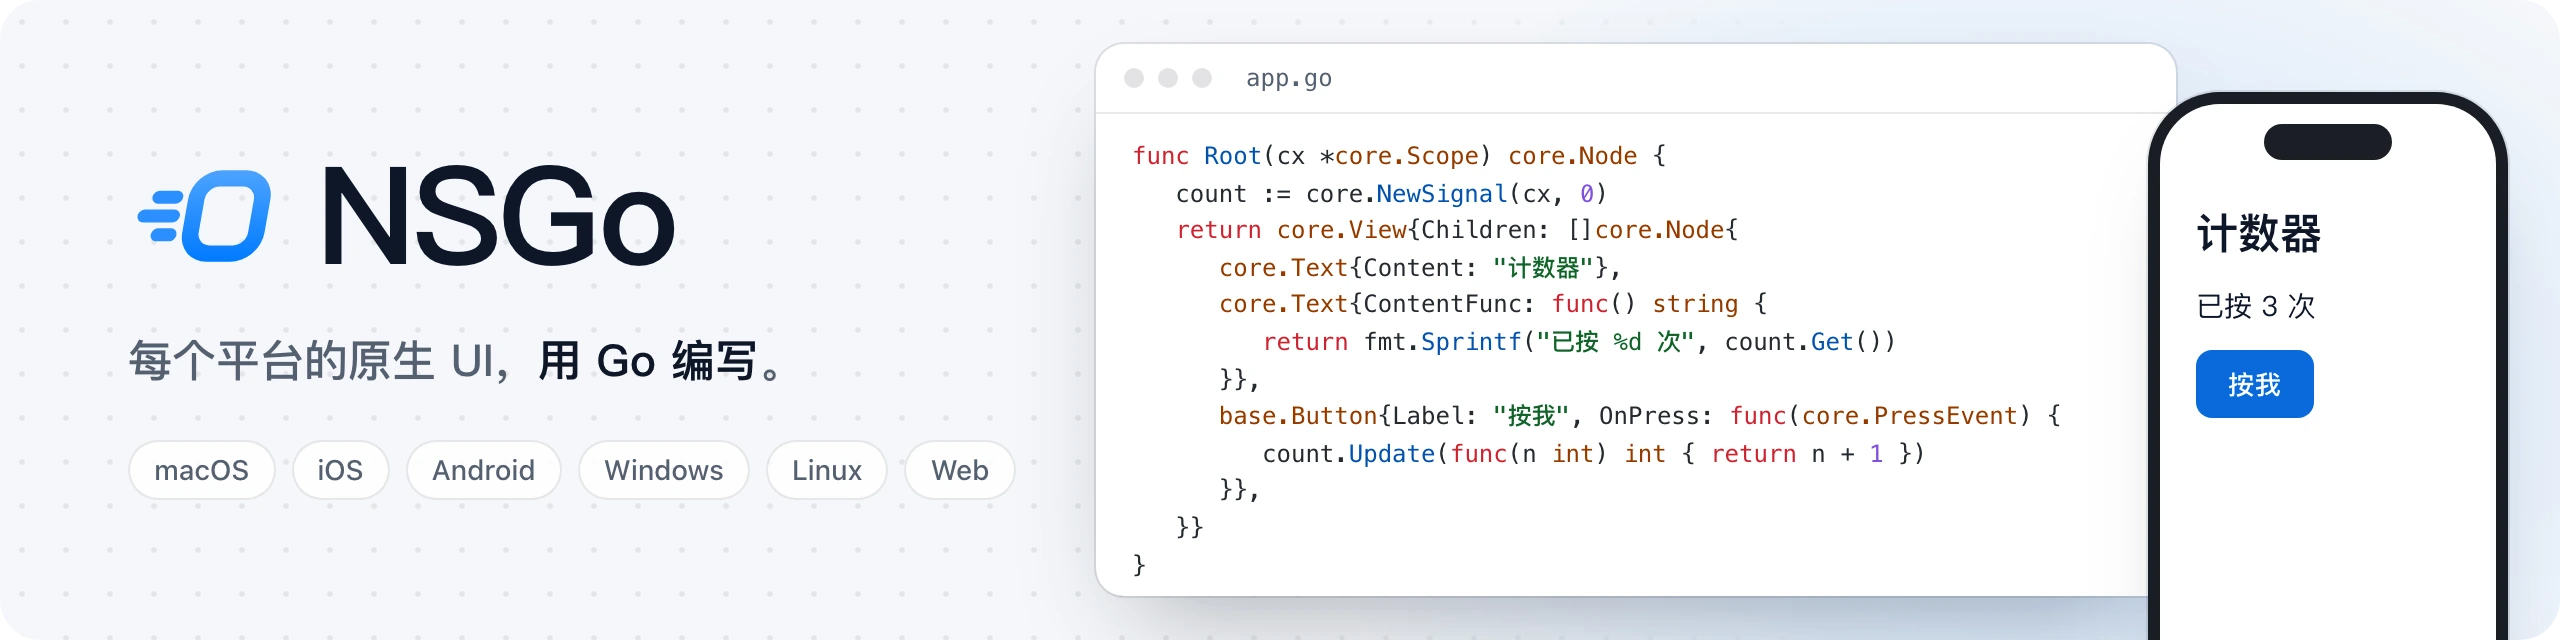 NSGo
每个平台的原生 UI，用 Go 编写。
macOS
iOS
Android
Windows
Linux
Web
app.go
func Root(cx *core.Scope) core.Node {
   count := core.NewSignal(cx, 0)
   return core.View{Children: []core.Node{
      core.Text{Content: "计数器"},
      core.Text{ContentFunc: func() string {
         return fmt.Sprintf("已按 %d 次", count.Get())
      }},
      base.Button{Label: "按我", OnPress: func(core.PressEvent) {
         count.Update(func(n int) int { return n + 1 })
      }},
   }}
}
计数器
已按 3 次
按我